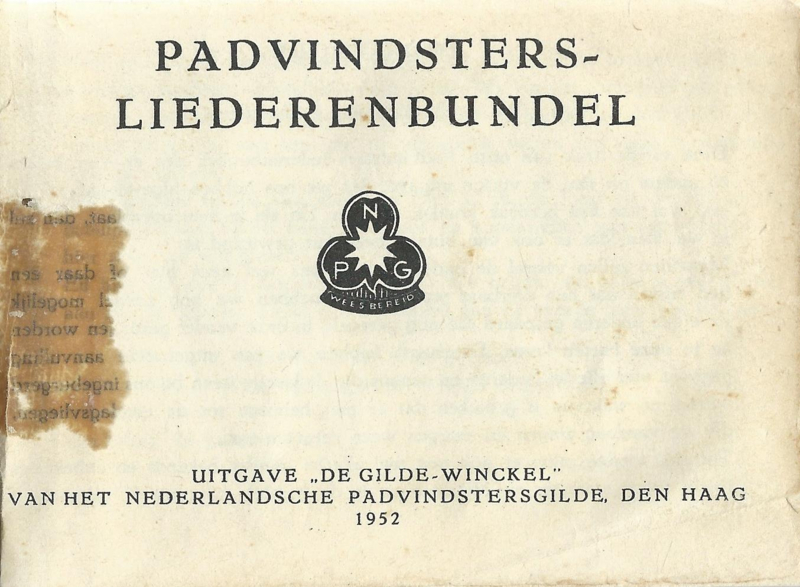 PADVINDSTERS-
LIEDERENBUNDEL
N
P G
WEES BEREID
UITGAVE „DE GILDE-WINCKEL”
VAN HET NEDERLANDSCHE PADVINDSTERSGILDE, DEN HAAG
1952